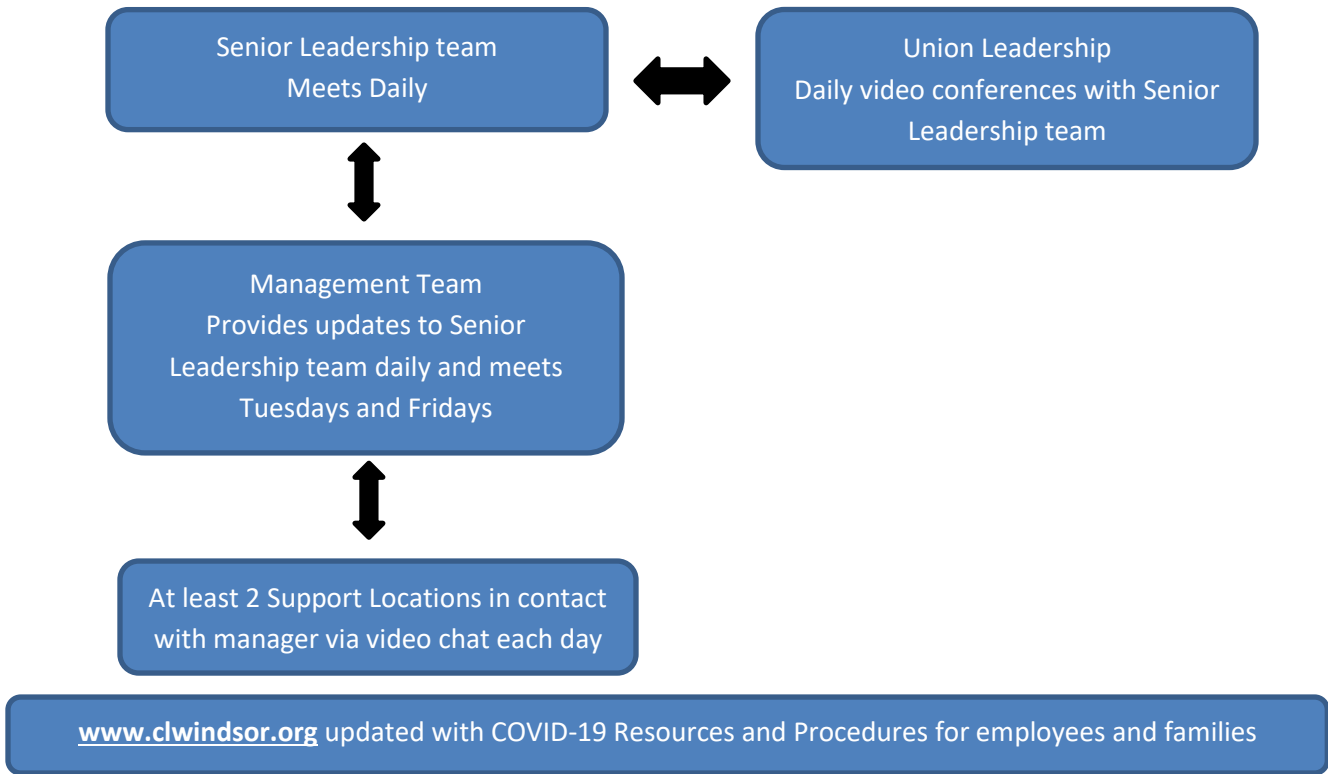 Senior Leadership team
Meets Daily
Union Leadership
Daily video conferences with Senior
Leadership team
Management Team
Provides updates to Senior
Leadership team daily and meets
Tuesdays and Fridays
At least 2 Support Locations in contact
with manager via video chat each day
www.clwindsor.org updated with COVID-19 Resources and Procedures for employees and families